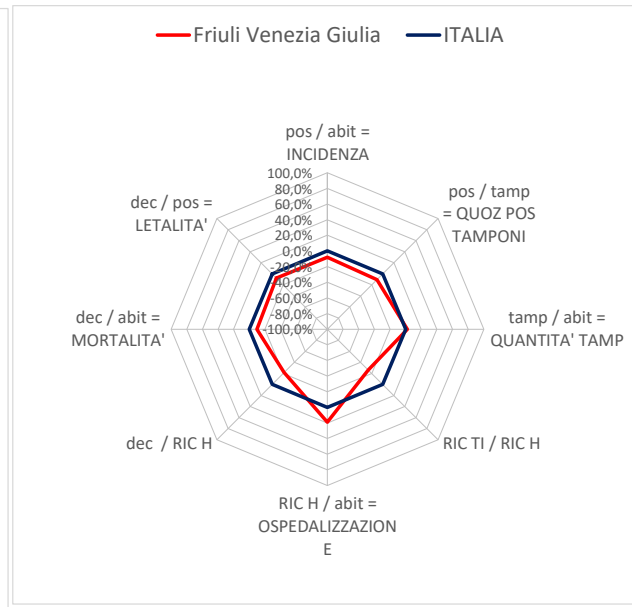 Friuli Venezia Giulia
ITALIA
pos / abit =
INCIDENZA
pos / tamp
= QUOZ POS
TAMPONI
tamp / abit =
QUANTITA' TAMP
RIC TI / RIC H
RIC H / abit =
OSPEDALIZZAZION
E
dec / RIC H
dec / abit =
MORTALITA'
dec / pos =
LETALITA'
100,0%
80,0%
60,0%
40,0%
20,0%
0,0%
-20,0%
-40,0%
-60,0%
-80,0%
-100,0%